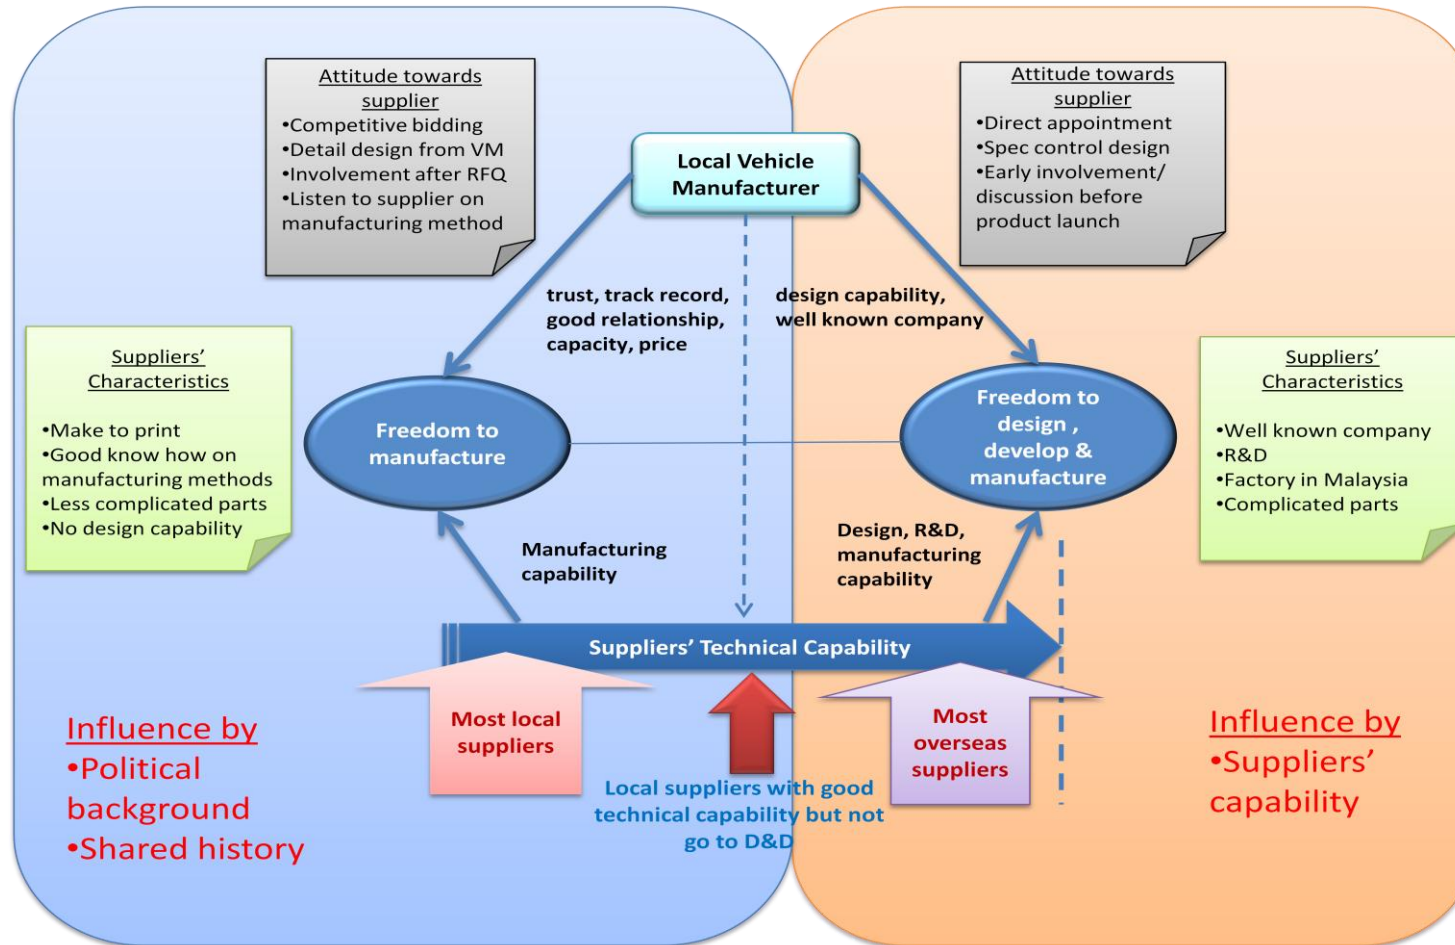 Attitude towards
supplier
•Competitive bidding
•Detail design from VM
•Involvement after RFQ
•Listen to supplier on
manufacturing method
Local Vehicle
Manufacturer
Attitude towards
supplier
•Direct appointment
•Spec control design
•Early involvement/
discussion before
product launch
trust, track record,
good relationship,
capacity, price
design capability,
well known company
Suppliers’
Characteristics
•Make to print
•Good know how on
manufacturing methods
•Less complicated parts
•No design capability
Freedom to
manufacture
Freedom to
design ,
develop &
manufacture
Suppliers’
Characteristics
•Well known company
•R&D
•Factory in Malaysia
•Complicated parts
Manufacturing
capability
Design, R&D,
manufacturing
capability
Suppliers’ Technical Capability
Most local
suppliers
Local suppliers with good
technical capability but not
go to D&D
Most
overseas
suppliers
Influence by
•Political
background
•Shared history
Influence by
•Suppliers’
capability